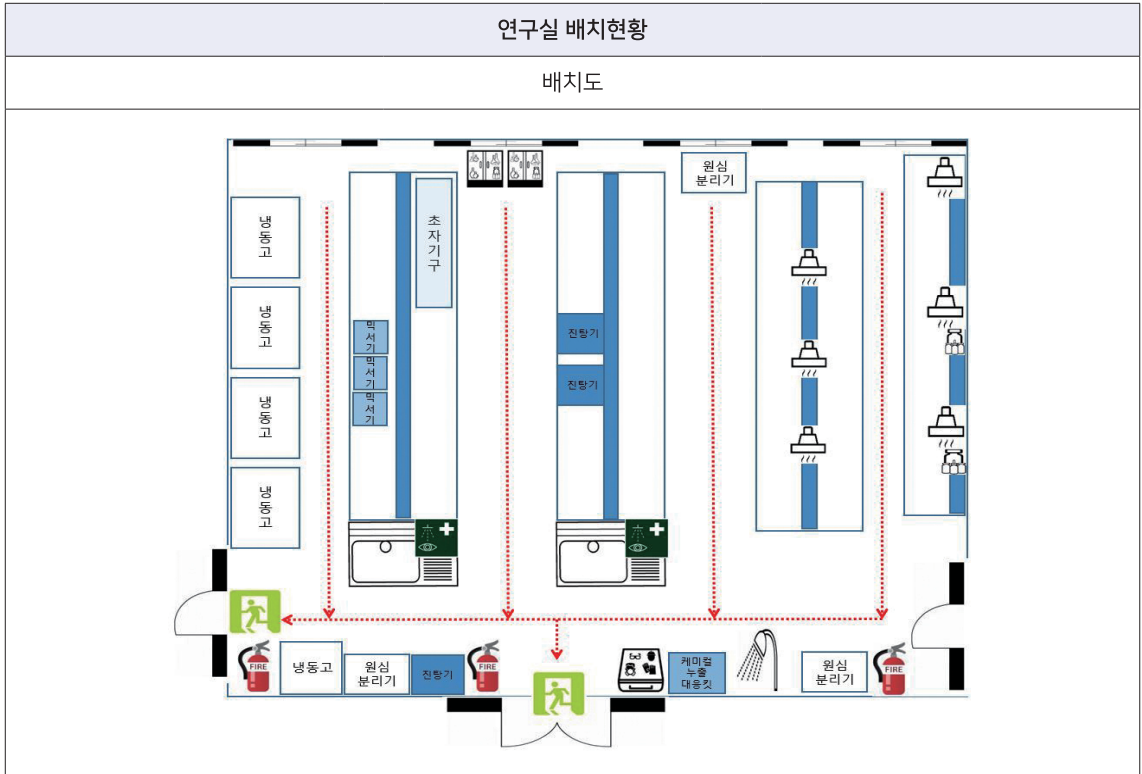 연구실 배치현황
배치도
원심
분리기
냉동고
초자기구
냉동고
믹서기
진탕기
믹서기
진탕기
냉동고
믹서기
냉동고
FIRE
냉동고
원심
분리기
진탕기
FIRE
케미컬
누출
대응킷
원심
분리기
FIRE